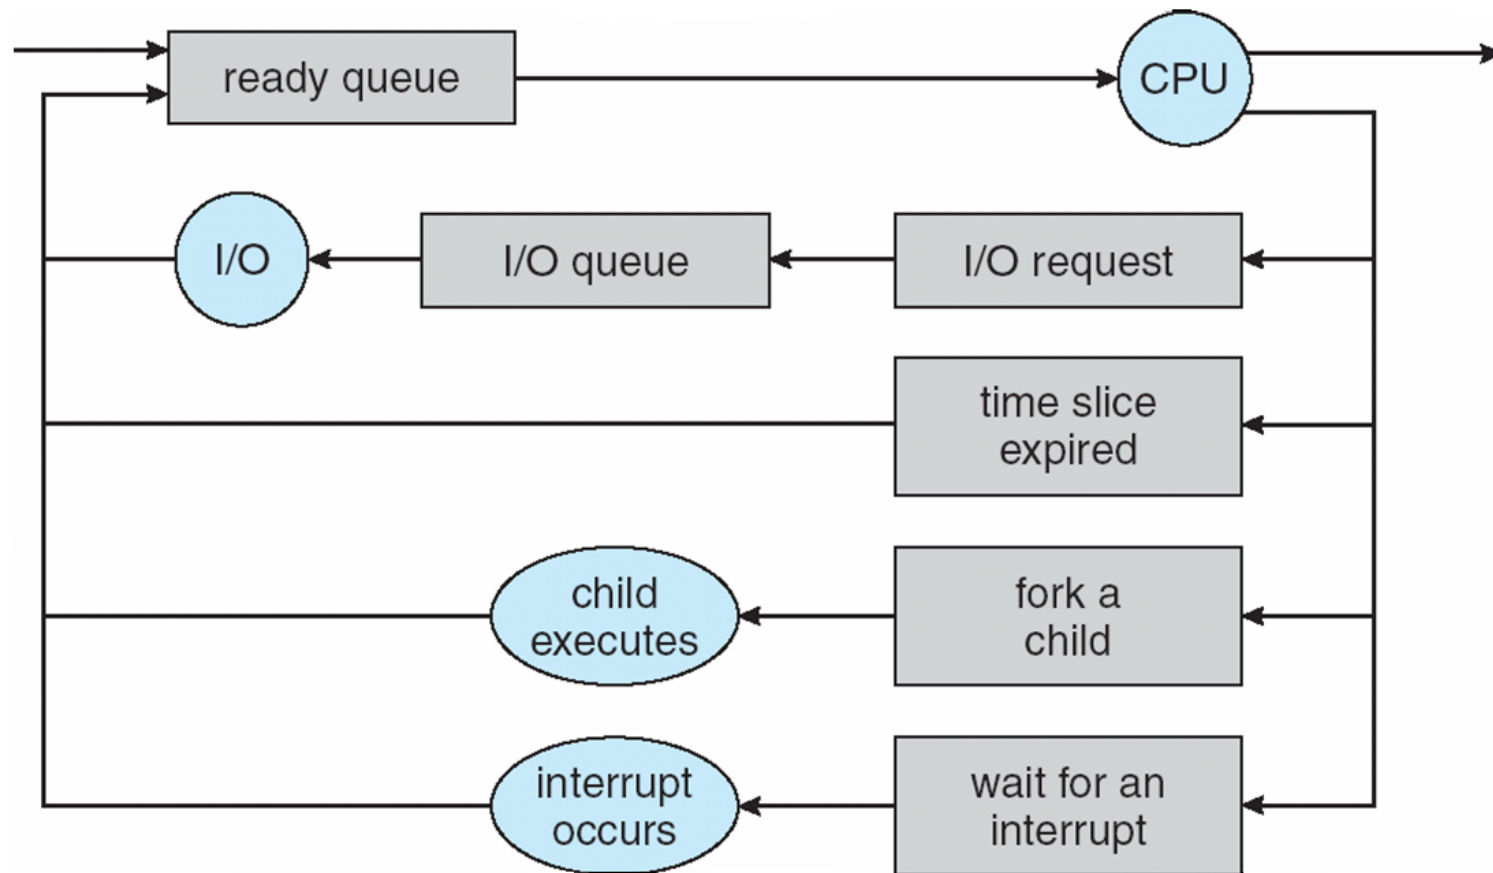 ready queue
CPU
I/O
I/O queue
I/O request
time slice
expired
child
executes
fork a
child
interrupt
occurs
wait for an
interrupt